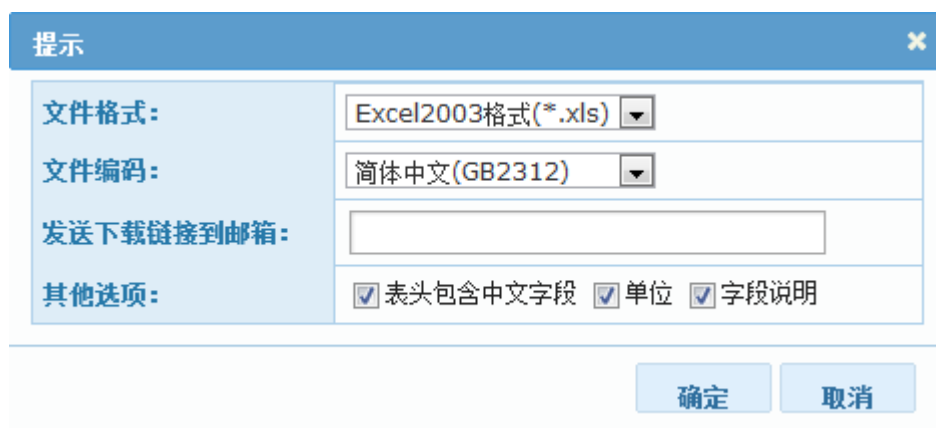 提示
文件格式： Excel2003格式(*.xls)
文件编码： 简体中文(GB2312)
发送下载链接到邮箱：
其他选项： 表头包含中文字段 单位 字段说明
确定 取消